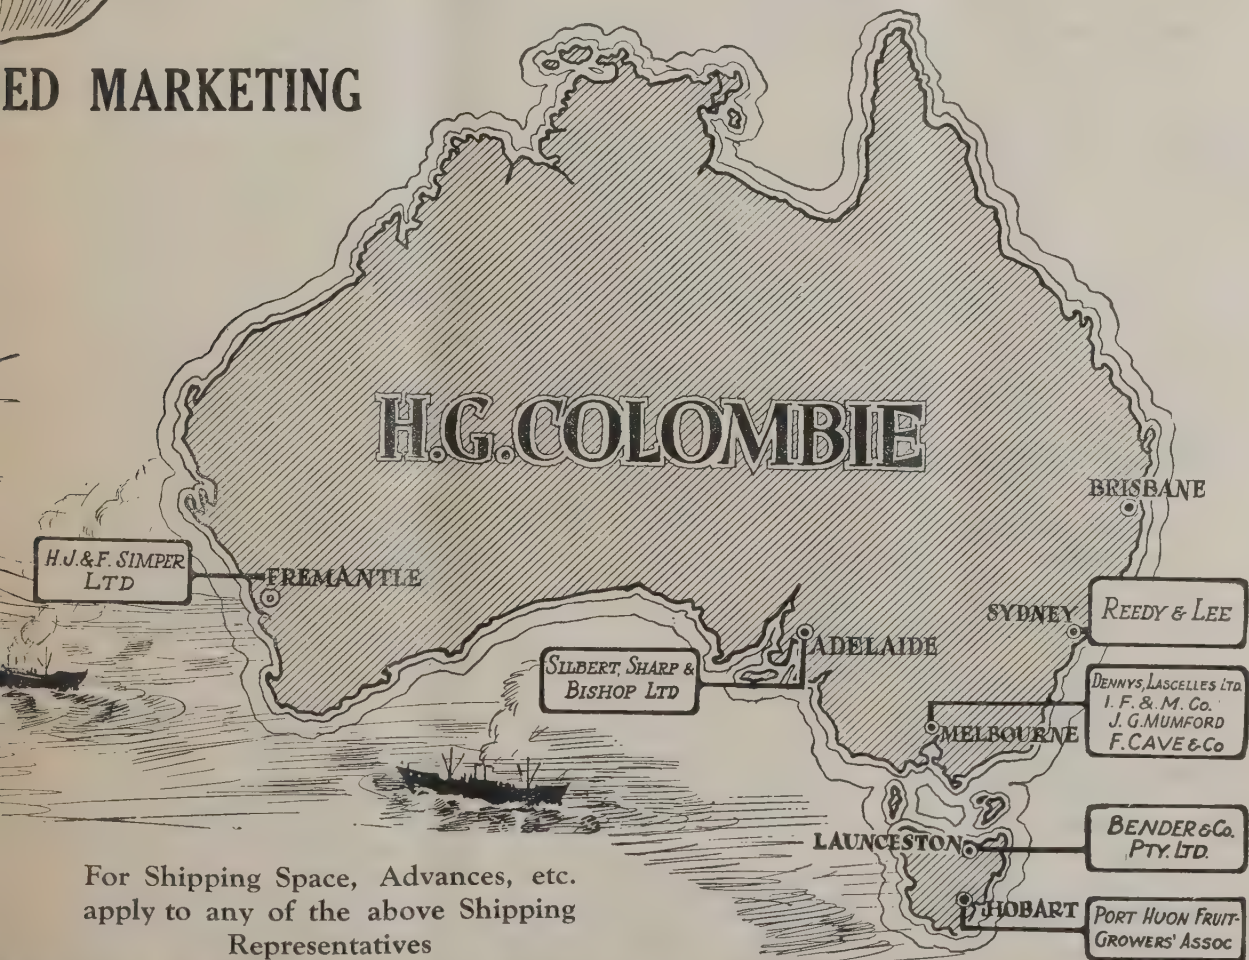 ED MARKETING
H.G.COLOMBIE
BRISBANE
H.J.&F. SIMPER
LTD
FREMANTLE
SYDNEY
REEDY & LEE
ADELAIDE
SILBERT, SHARP &
BISHOP LTD
DENNYS, LASCELLES LTD.
I. F. & M. Co.
J. G. MUMFORD
F. CAVE & Co
MELBOURNE
LAUNCESTON
BENDER & Co.
PTY. LTD.
HOBART
PORT HUON FRUIT-
GROWERS' ASSOC
For Shipping Space, Advances, etc.
apply to any of the above Shipping
Representatives